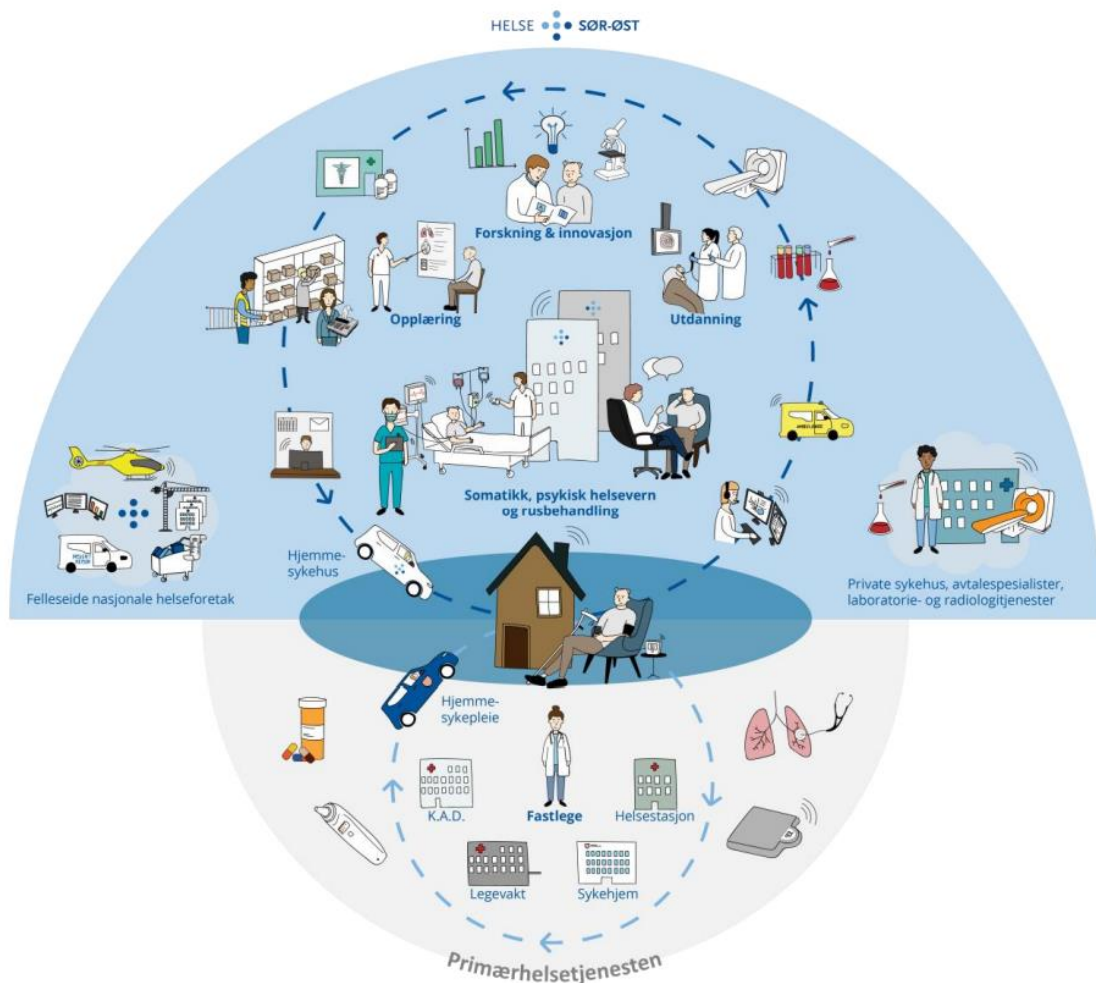 HELSE SØR-ØST
Forskning & innovasjon
Opplæring
Utdanning
AMBULANSE
Somatikk, psykisk helsevern
og rusbehandling
Hjemme-
sykehus
Felleseide nasjonale helseforetak
Private sykehus, avtalespesialister,
laboratorie- og radiologitjenester
Hjemme-
sykepleie
K.A.D.
Fastlege
Helsestasjon
Legevakt
Sykehjem
Primærhelsetjenesten